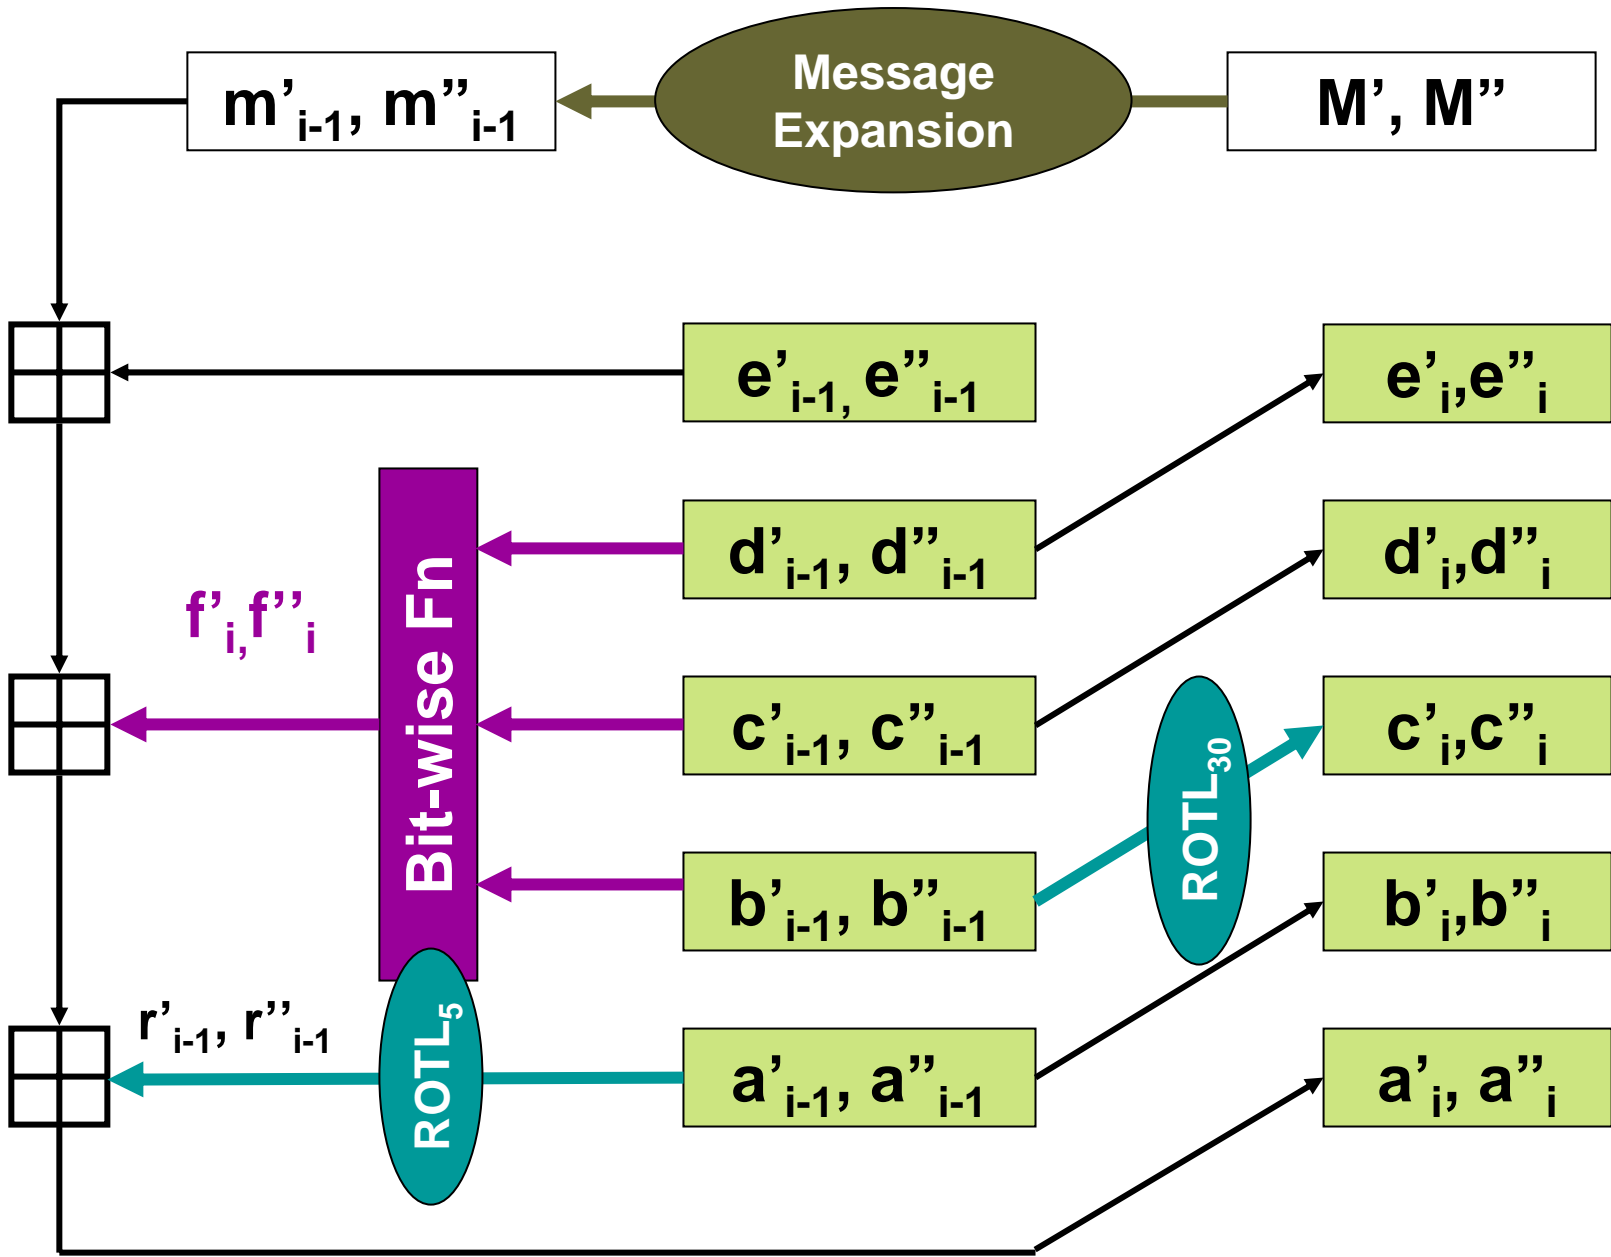 m’i-1, m”i-1
Message
Expansion
M’, M”
e’i-1, e”i-1
e’i,e”i
d’i-1, d”i-1
d’i,d”i
f’i,f’’i
Bit-wise Fn
c’i-1, c”i-1
c’i,c”i
ROTL30
b’i-1, b”i-1
b’i,b”i
r’i-1, r’’i-1
ROTL5
a’i-1, a”i-1
a’i, a”i